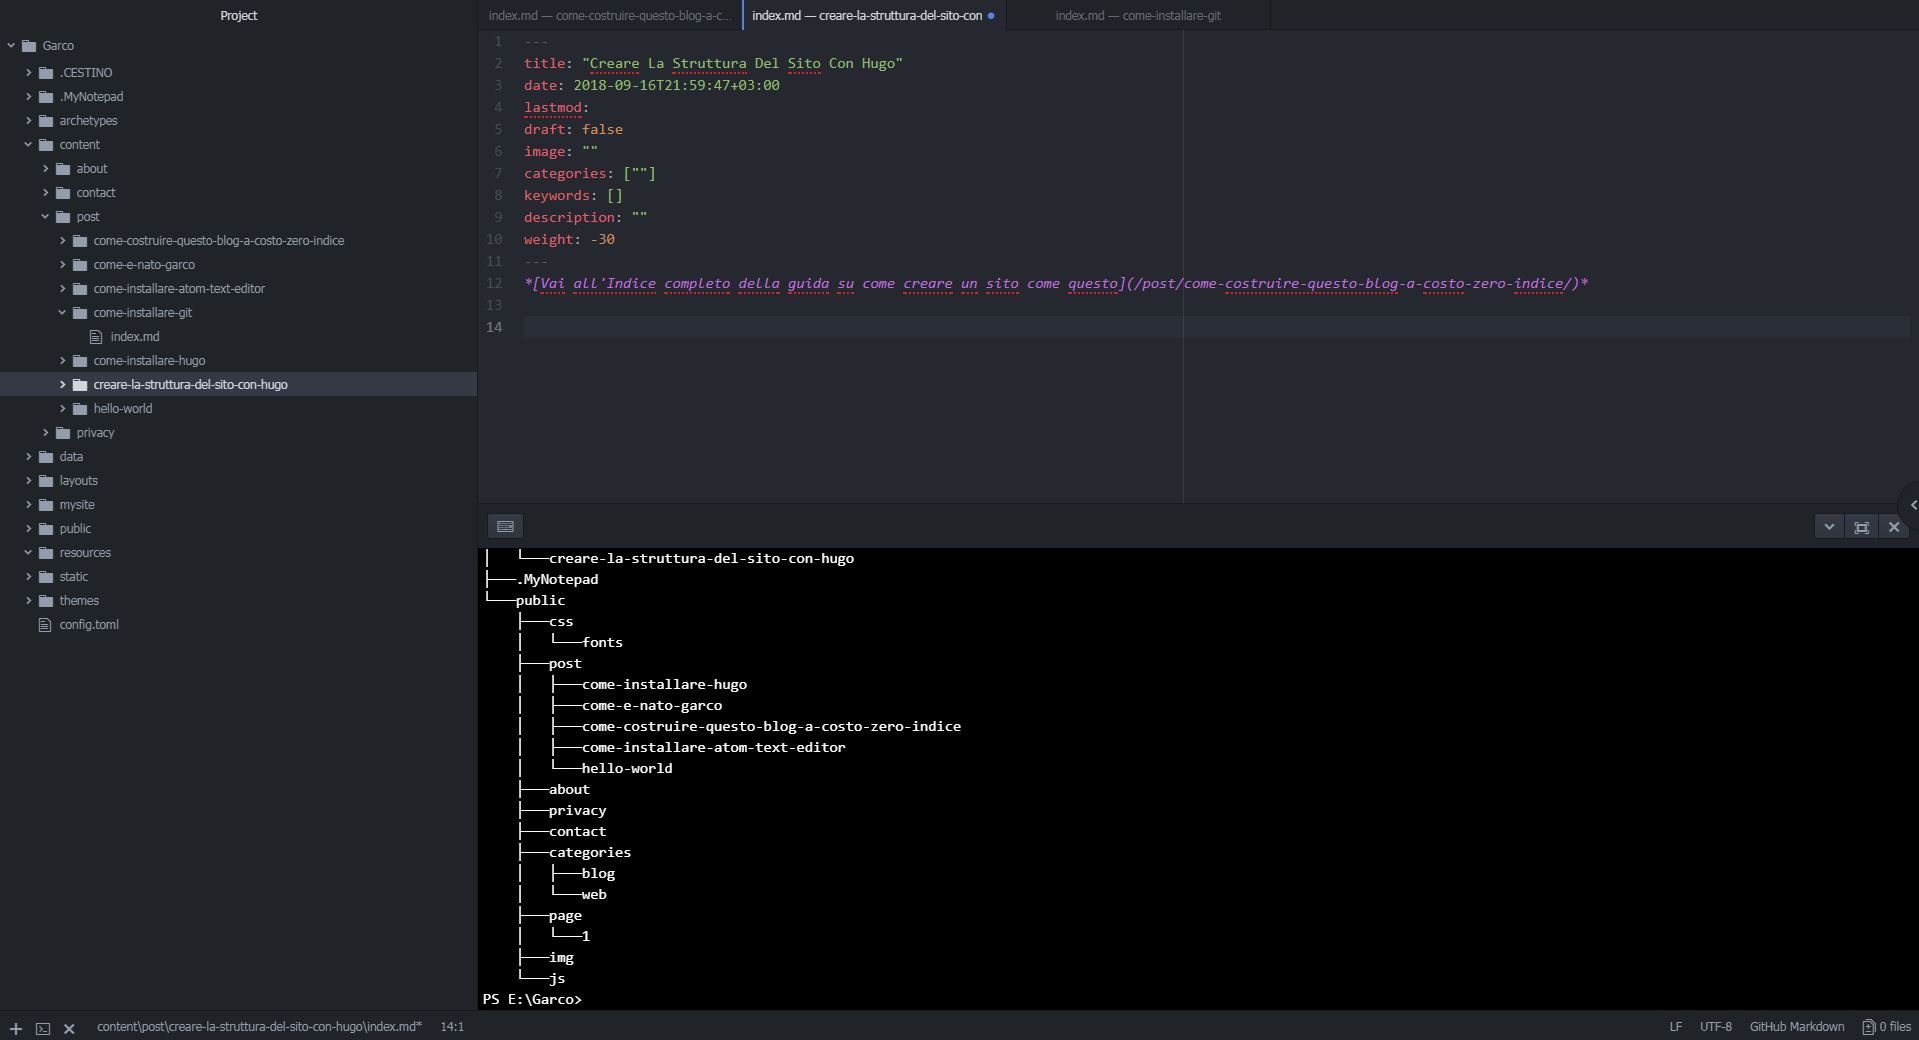 Project
Garco
.CESTINO
.MyNotepad
archetypes
content
about
contact
post
come-costruire-questo-blog-a-costo-zero-indice
come-e-nato-garco
come-installare-atom-text-editor
come-installare-git
index.md
come-installare-hugo
creare-la-struttura-del-sito-con-hugo
hello-world
privacy
data
layouts
mysite
public
resources
static
themes
config.toml
index.md — come-costruire-questo-blog-a-c...
index.md — creare-la-struttura-del-sito-con
index.md — come-installare-git
1 ---
2 title: "Creare La Struttura Del Sito Con Hugo"
3 date: 2018-09-16T21:59:47+03:00
4 lastmod:
5 draft: false
6 image: ""
7 categories: [""]
8 keywords: []
9 description: ""
10 weight: -30
11 ---
12 *[Vai all'Indice completo della guida su come creare un sito come questo](/post/come-costruire-questo-blog-a-costo-zero-indice/)*
13
14
│   └───creare-la-struttura-del-sito-con-hugo
├───.MyNotepad
└───public
    ├───css
    │   └───fonts
    ├───post
    │   ├───come-installare-hugo
    │   ├───come-e-nato-garco
    │   ├───come-costruire-questo-blog-a-costo-zero-indice
    │   ├───come-installare-atom-text-editor
    │   └───hello-world
    ├───about
    ├───privacy
    ├───contact
    ├───categories
    │   ├───blog
    │   └───web
    ├───page
    │   └───1
    ├───img
    └───js
PS E:\Garco>
content\post\creare-la-struttura-del-sito-con-hugo\index.md* 14:1
LF UTF-8 GitHub Markdown 0 files